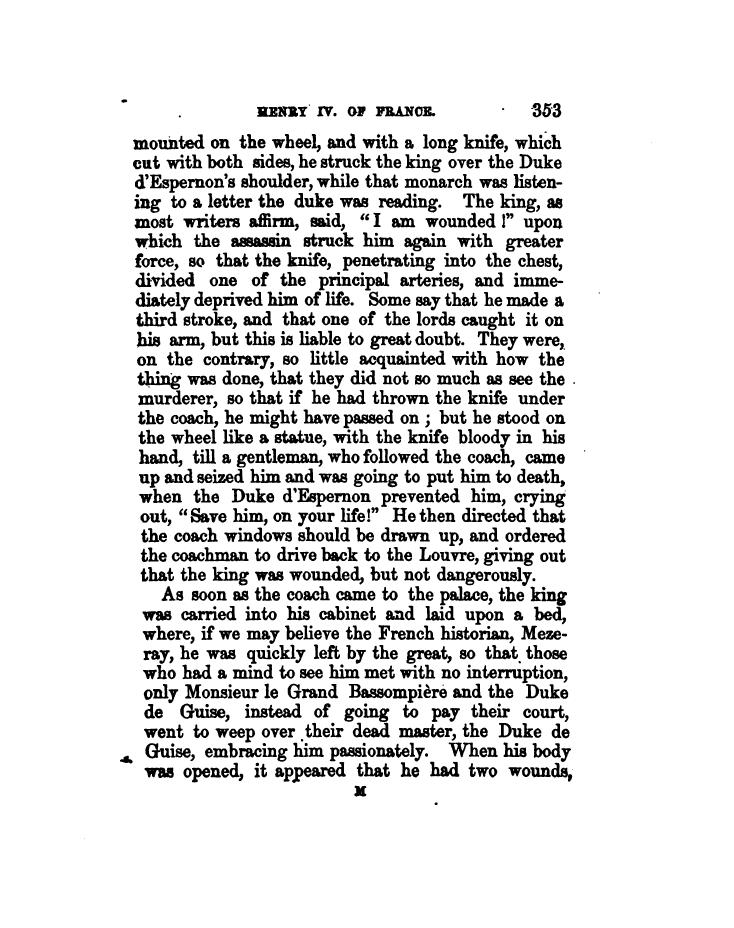 HENRY IV. OF FRANCE. 353
mounted on the wheel, and with a long knife, which
cut with both sides, he struck the king over the Duke
d'Espernon's shoulder, while that monarch was listen-
ing to a letter the duke was reading. The king, as
most writers affirm, said, "I am wounded!" upon
which the assassin struck him again with greater
force, so that the knife, penetrating into the chest,
divided one of the principal arteries, and imme-
diately deprived him of life. Some say that he made a
third stroke, and that one of the lords caught it on
his arm, but this is liable to great doubt. They were,
on the contrary, so little acquainted with how the
thing was done, that they did not so much as see the
murderer, so that if he had thrown the knife under
the coach, he might have passed on; but he stood on
the wheel like a statue, with the knife bloody in his
hand, till a gentleman, who followed the coach, came
up and seized him and was going to put him to death,
when the Duke d'Espernon prevented him, crying
out, "Save him, on your life!" He then directed that
the coach windows should be drawn up, and ordered
the coachman to drive back to the Louvre, giving out
that the king was wounded, but not dangerously.
As soon as the coach came to the palace, the king
was carried into his cabinet and laid upon a bed,
where, if we may believe the French historian, Meze-
ray, he was quickly left by the great, so that those
who had a mind to see him met with no interruption,
only Monsieur le Grand Bassompière and the Duke
de Guise, instead of going to pay their court,
went to weep over their dead master, the Duke de
Guise, embracing him passionately. When his body
was opened, it appeared that he had two wounds,
M